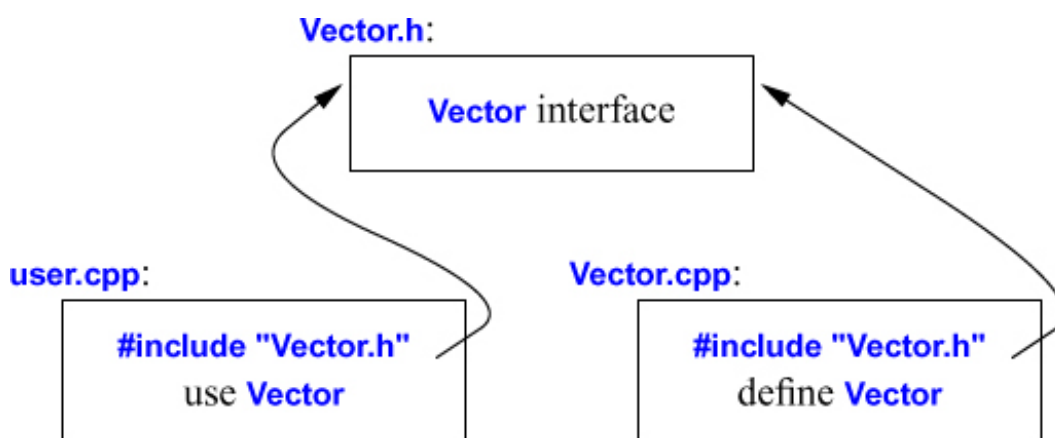 Vector.h:
Vector interface
user.cpp:
Vector.cpp:
#include "Vector.h"
use Vector
#include "Vector.h"
define Vector